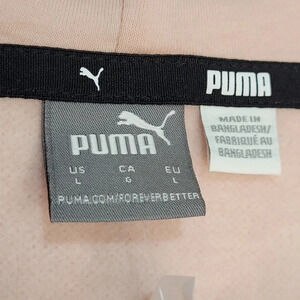 PUMA
PUMA
US CA EU
L G L
PUMA.COM/FOREVERBETTER
MADE IN
BANGLADESH/
FABRIQUÉ AU
BANGLADESH